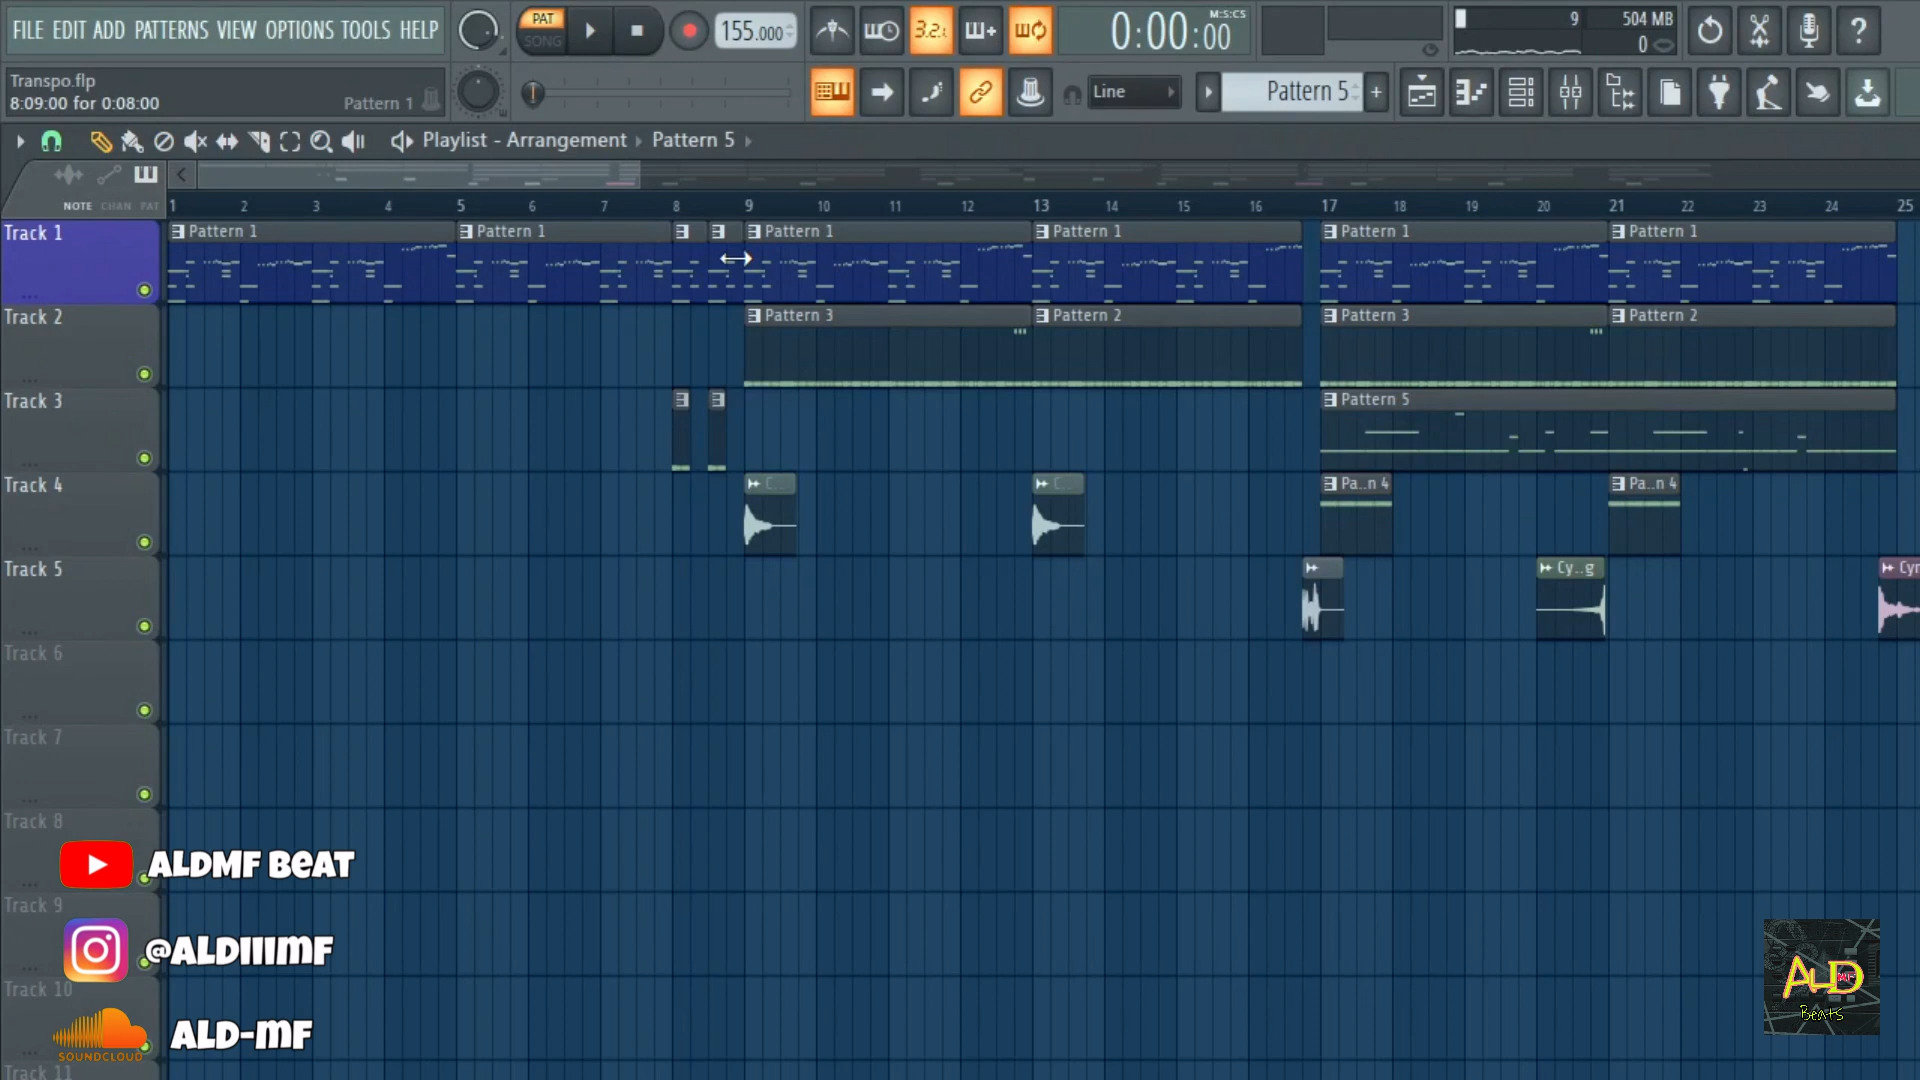 FILE EDIT ADD PATTERNS VIEW OPTIONS TOOLS HELP
PAT
SONG
155.000
3.2.
M:S:CS
0:00:00
9
504 MB
0
?
Transpo.flp
8:09:00 for 0:08:00
Pattern 1
Line
Pattern 5
+
Playlist - Arrangement Pattern 5
NOTE CHAN PAT
1 2 3 4 5 6 7 8 9 10 11 12 13 14 15 16 17 18 19 20 21 22 23 24 25
Track 1
Pattern 1
Pattern 1
Pattern 1
Pattern 1
Pattern 1
Pattern 1
Track 2
Pattern 3
Pattern 2
Pattern 3
Pattern 2
Track 3
Pattern 5
Track 4
C..
C..
Pa..n 4
Pa..n 4
Track 5
Cy..g
Cyr
Track 6
Track 7
Track 8
ALDMF BEAT
Track 9
@ALDIIIMF
Track 10
SOUNDCLOUD
ALD-MF
Track 11
ALD
MF
Beats